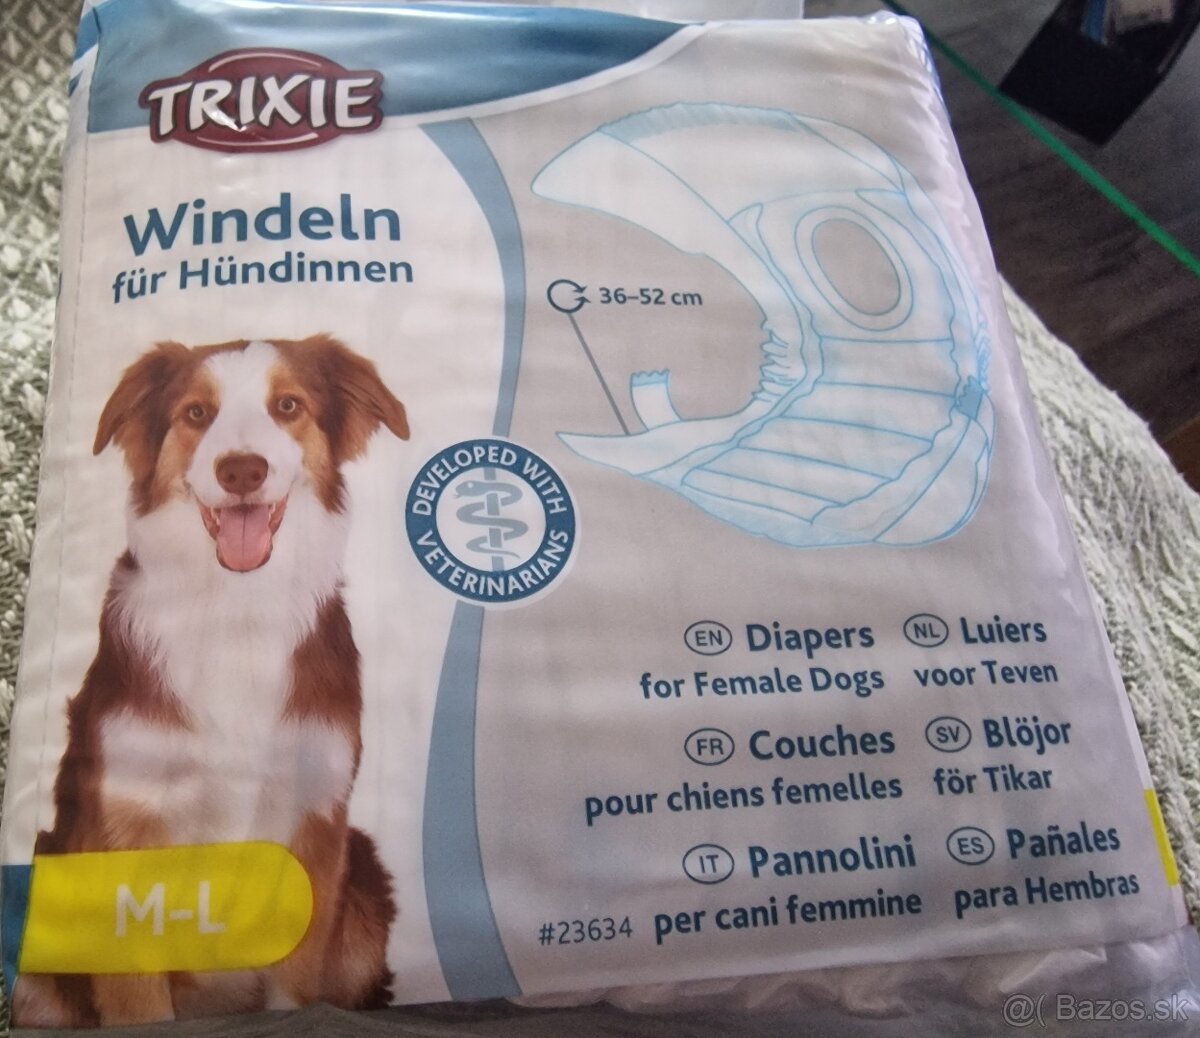 TRIXIE
Windeln
für Hündinnen
36–52 cm
DEVELOPED WITH
VETERINARIANS
EN Diapers
for Female Dogs
NL Luiers
voor Teven
FR Couches
pour chiens femelles
SV Blöjor
för Tikar
IT Pannolini
per cani femmine
ES Pañales
para Hembras
M-L
#23634
@( Bazos.sk